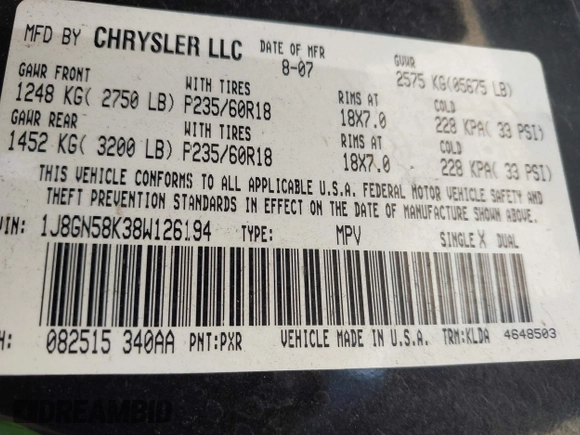 MFD BY CHRYSLER LLC DATE OF MFR 8-07 GVWR 2575 KG(05675 LB)
GAWR FRONT WITH TIRES RIMS AT COLD
1248 KG( 2750 LB) P235/60R18 18X7.0 228 KPA( 33 PSI)
GAWR REAR WITH TIRES RIMS AT COLD
1452 KG( 3200 LB) P235/60R18 18X7.0 228 KPA( 33 PSI)
THIS VEHICLE CONFORMS TO ALL APPLICABLE U.S.A. FEDERAL MOTOR VEHICLE SAFETY AND
THEFT PREVENTION STANDARDS IN EFFECT ON THE DATE OF MANUFACTURE SHOWN ABOVE.
VIN: 1J8GN58K38W126194 TYPE: MPV SINGLE X DUAL
H: 082515 340AA PNT:PXR VEHICLE MADE IN U.S.A. TRM:KLDA 4648503
DREAMBID